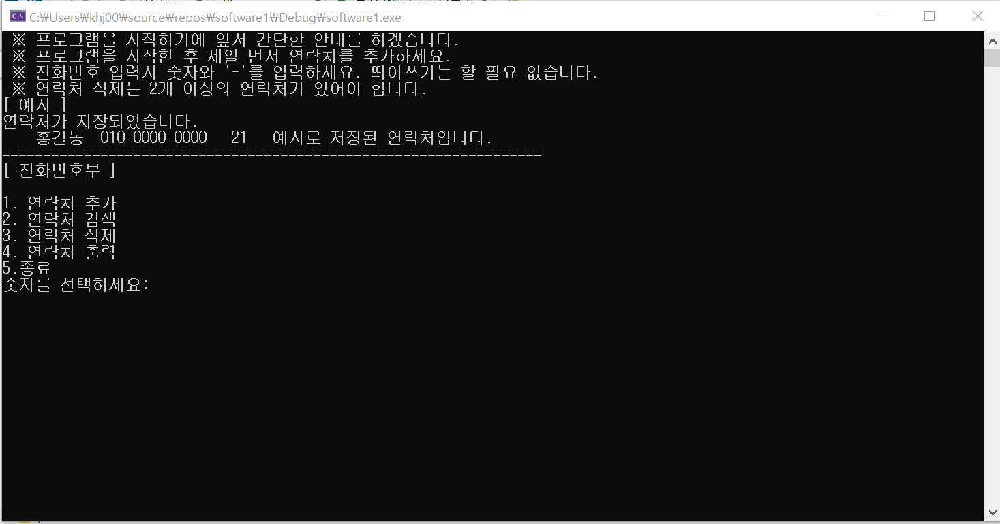 C:₩Users₩khj00₩source₩repos₩software1₩Debug₩software1.exe
※ 프로그램을 시작하기에 앞서 간단한 안내를 하겠습니다.
※ 프로그램을 시작한 후 제일 먼저 연락처를 추가하세요.
※ 전화번호 입력시 숫자와 '-'를 입력하세요. 띄어쓰기는 할 필요 없습니다.
※ 연락처 삭제는 2개 이상의 연락처가 있어야 합니다.
[ 예시 ]
연락처가 저장되었습니다.
홍길동 010-0000-0000 21 예시로 저장된 연락처입니다.
==================================================================
[ 전화번호부 ]
1. 연락처 추가
2. 연락처 검색
3. 연락처 삭제
4. 연락처 출력
5.종료
숫자를 선택하세요: